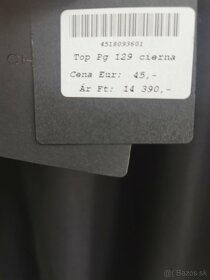 4518093601
Top Pg 129 cierna
Cena Eur: 45,-
Ár Ft: 14 390,-
Bazos.sk